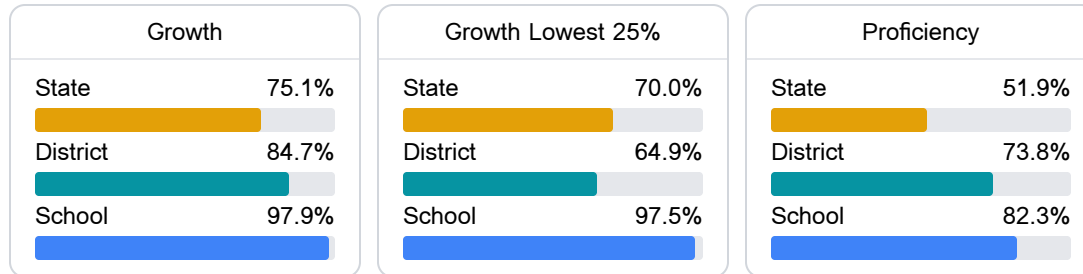 Growth
State 75.1%
District 84.7%
School 97.9%
Growth Lowest 25%
State 70.0%
District 64.9%
School 97.5%
Proficiency
State 51.9%
District 73.8%
School 82.3%